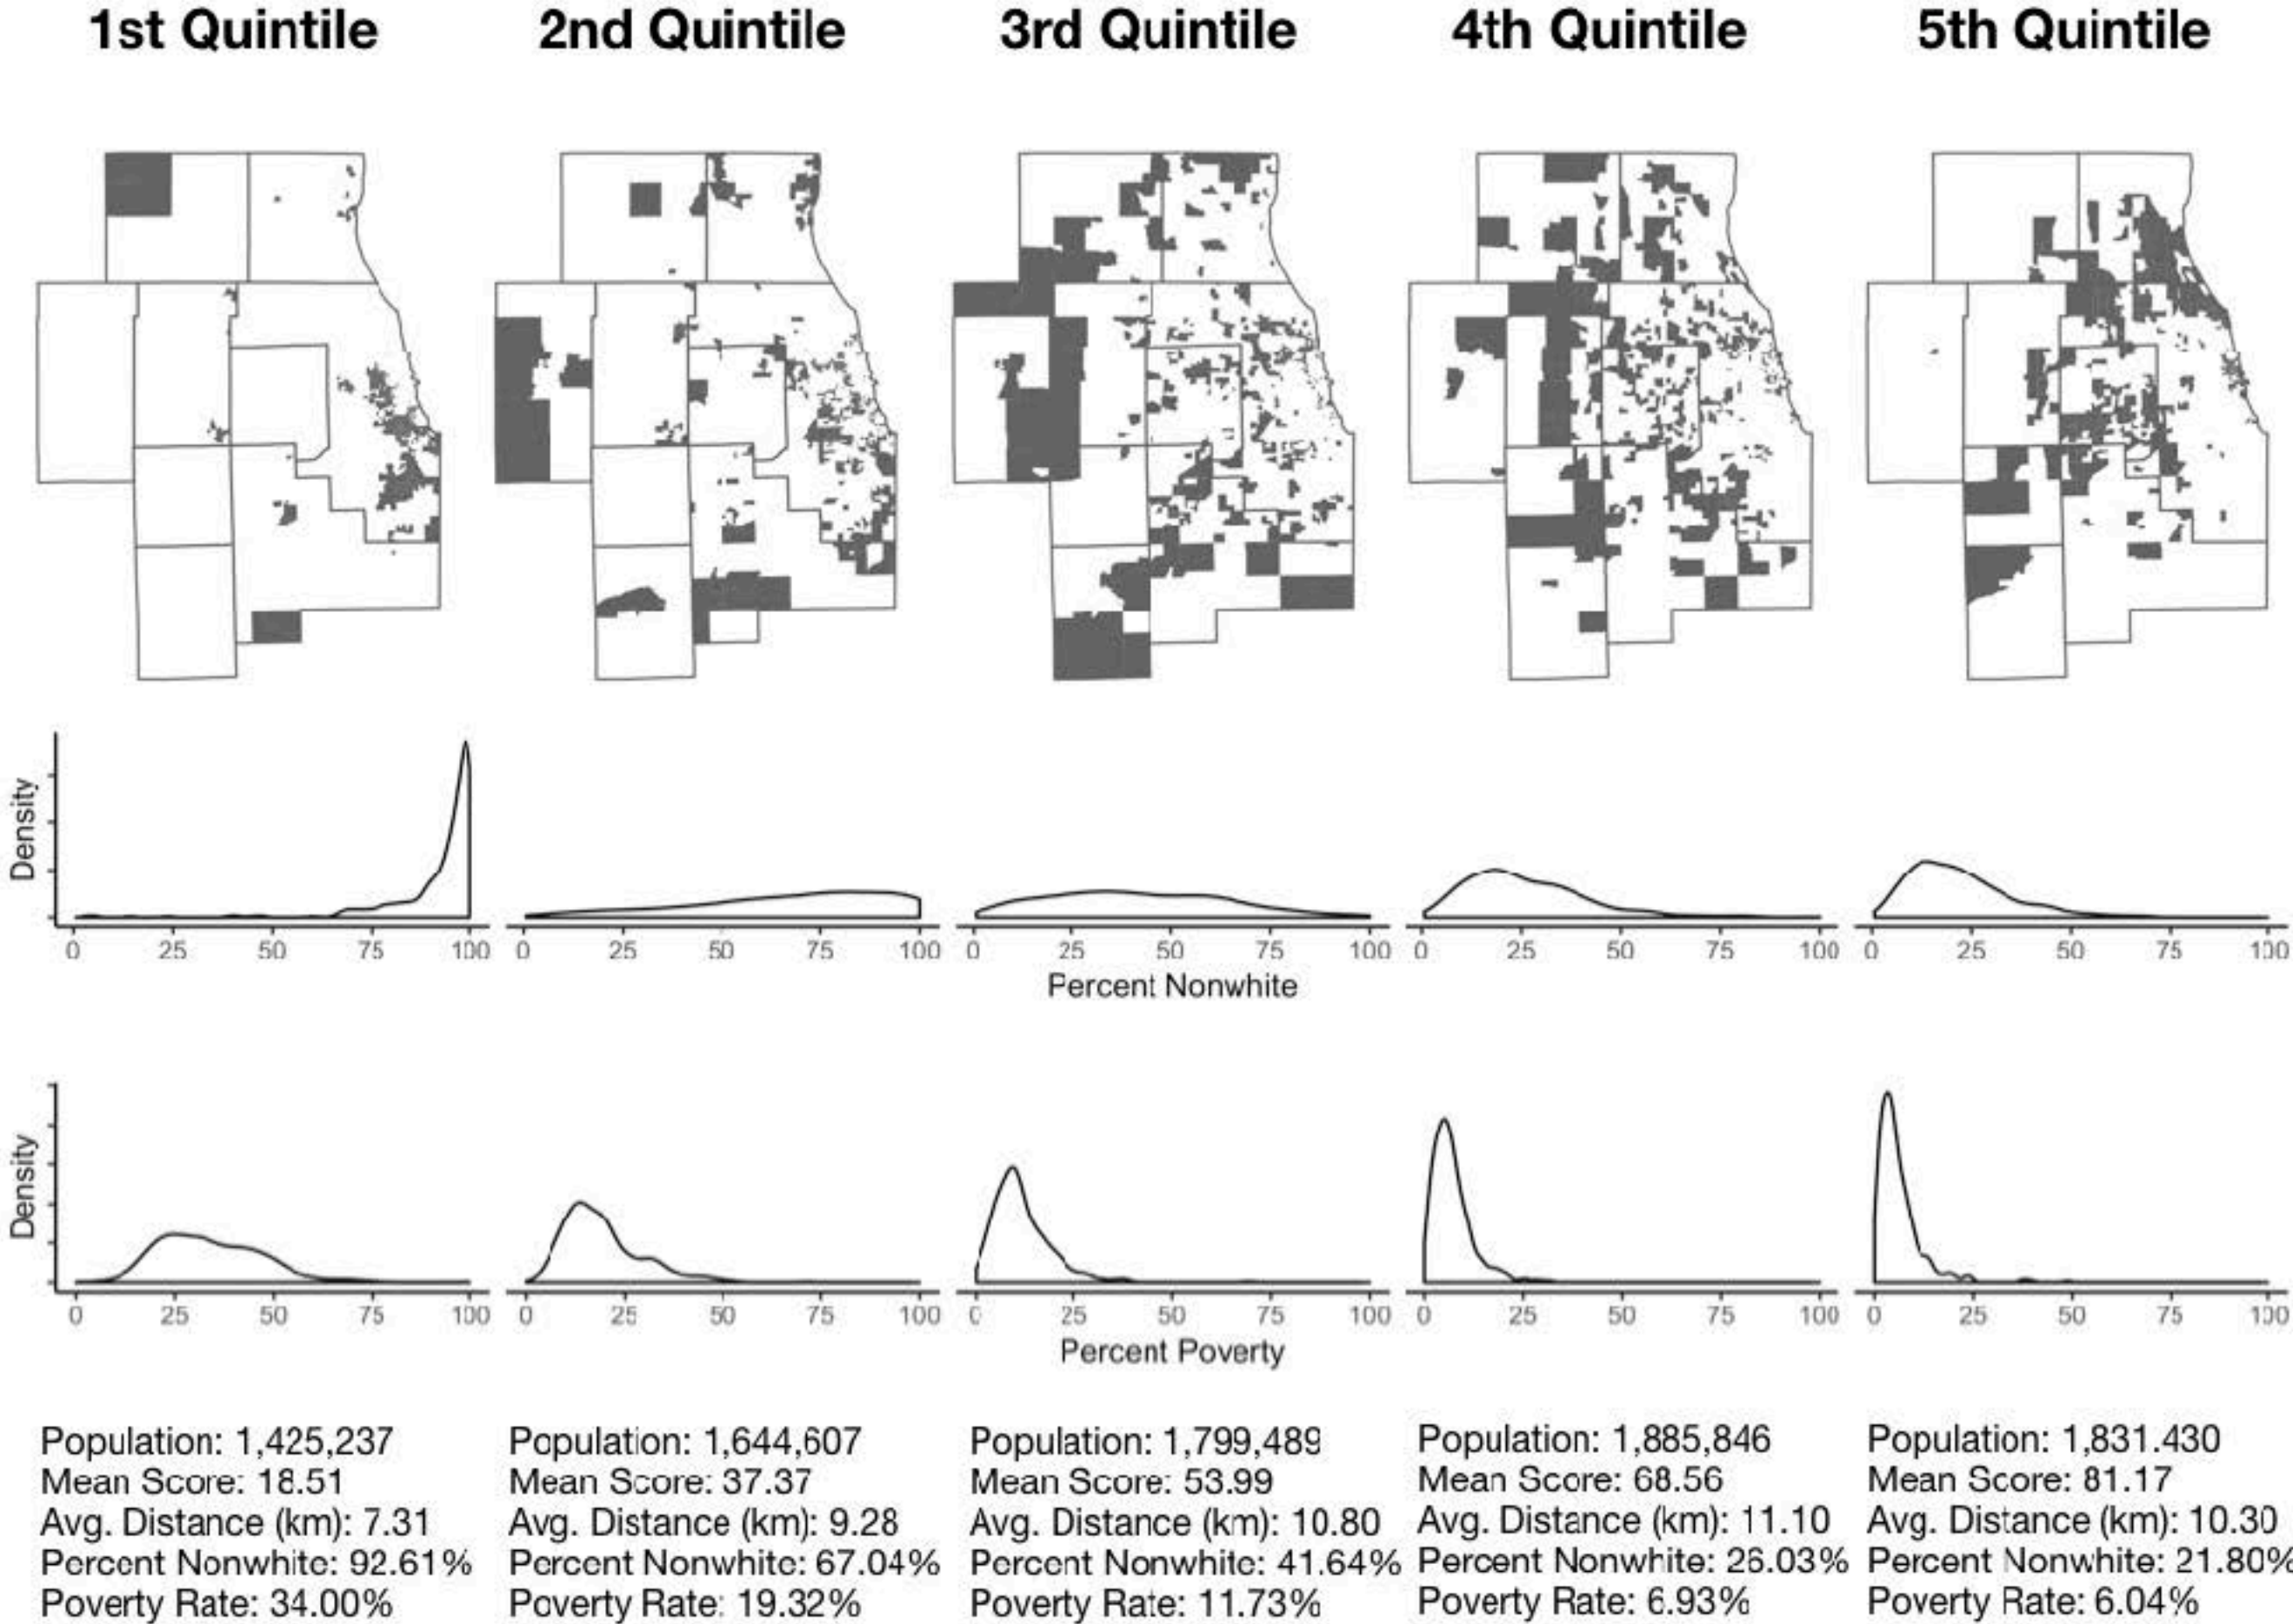 1st Quintile 2nd Quintile 3rd Quintile 4th Quintile 5th Quintile
Density
0 25 50 75 100 0 25 50 75 100 0 25 50 75 100 0 25 50 75 100 0 25 50 75 100
Percent Nonwhite
Density
0 25 50 75 100 0 25 50 75 100 0 25 50 75 100 0 25 50 75 100 0 25 50 75 100
Percent Poverty
Population: 1,425,237 Population: 1,644,607 Population: 1,799,489 Population: 1,885,846 Population: 1,831.430
Mean Score: 18.51 Mean Score: 37.37 Mean Score: 53.99 Mean Score: 68.56 Mean Score: 81.17
Avg. Distance (km): 7.31 Avg. Distance (km): 9.28 Avg. Distance (km): 10.80 Avg. Distance (km): 11.10 Avg. Distance (km): 10.30
Percent Nonwhite: 92.61% Percent Nonwhite: 67.04% Percent Nonwhite: 41.64% Percent Nonwhite: 26.03% Percent Nonwhite: 21.80%
Poverty Rate: 34.00% Poverty Rate: 19.32% Poverty Rate: 11.73% Poverty Rate: 6.93% Poverty Rate: 6.04%